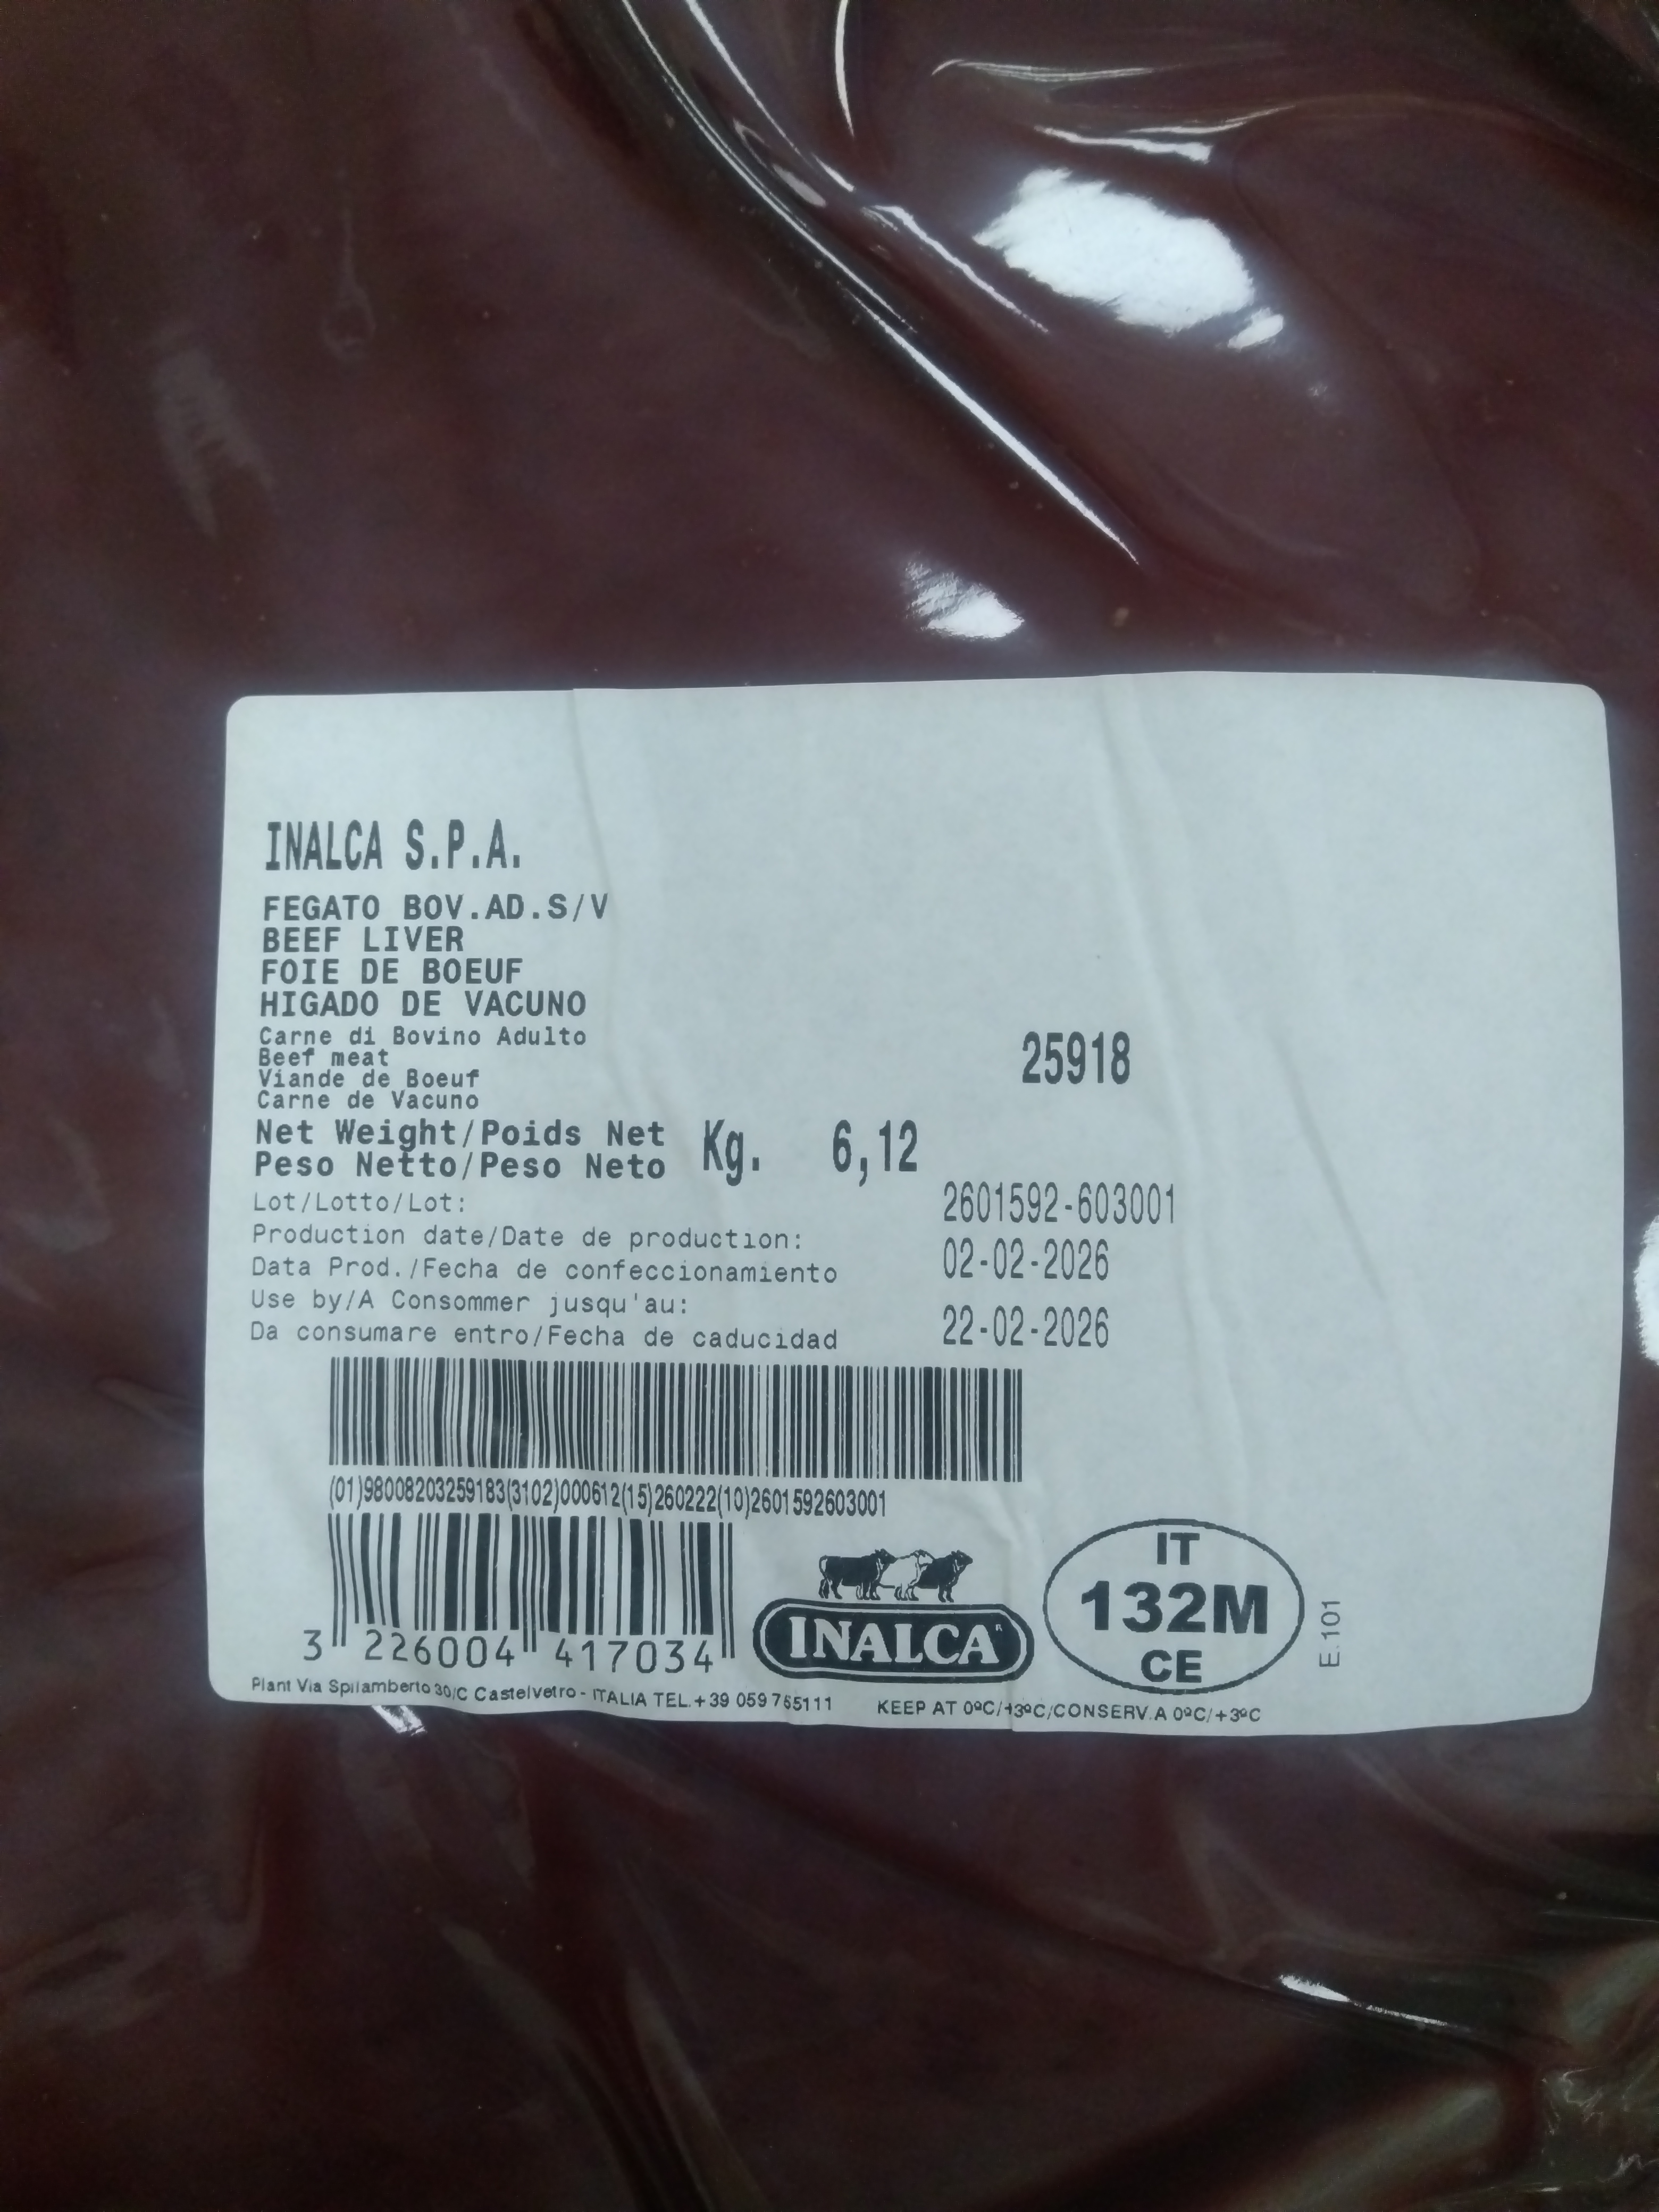 INALCA S.P.A.
FEGATO BOV.AD.S/V
BEEF LIVER
FOIE DE BOEUF
HIGADO DE VACUNO
Carne di Bovino Adulto
Beef meat
Viande de Boeuf
Carne de Vacuno
25918
Net Weight/Poids Net
Peso Netto/Peso Neto Kg. 6,12
Lot/Lotto/Lot: 2601592-603001
Production date/Date de production:
Data Prod./Fecha de confeccionamiento 02-02-2026
Use by/A Consommer jusqu'au:
Da consumare entro/Fecha de caducidad 22-02-2026
(01)98008203259183(3102)000612(15)260222(10)2601592603001
3 226004 417034
INALCA
IT
132M
CE
E.101
Plant Via Spilamberto 30/C Castelvetro - ITALIA TEL.+39 059 755111 KEEP AT 0ºC/+3ºC/CONSERV.A 0ºC/+3ºC